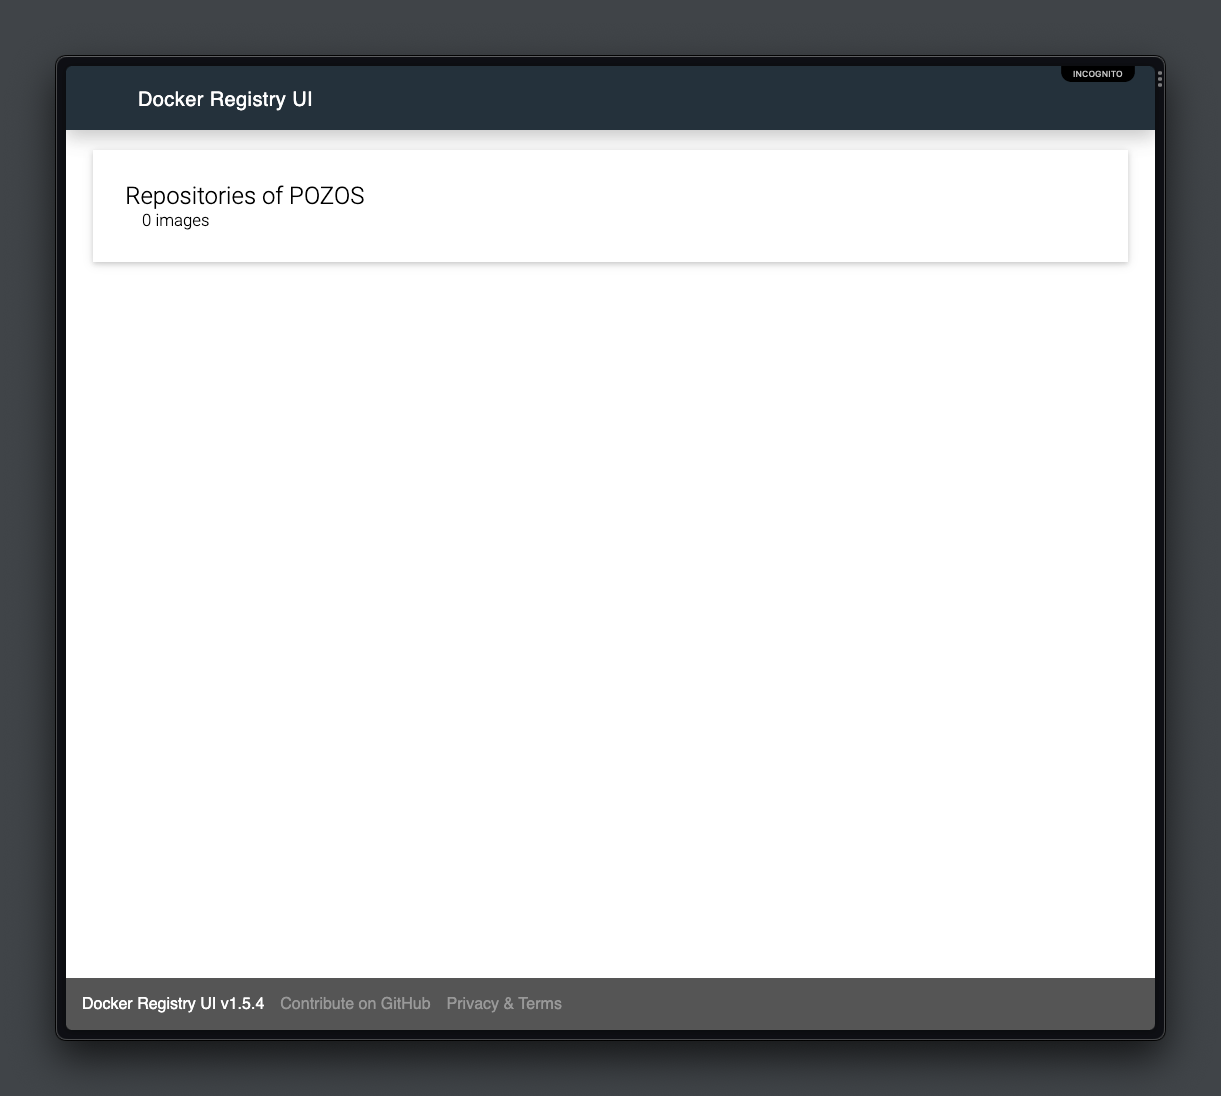 INCOGNITO
Docker Registry UI
Repositories of POZOS
0 images
Docker Registry UI v1.5.4 Contribute on GitHub Privacy & Terms